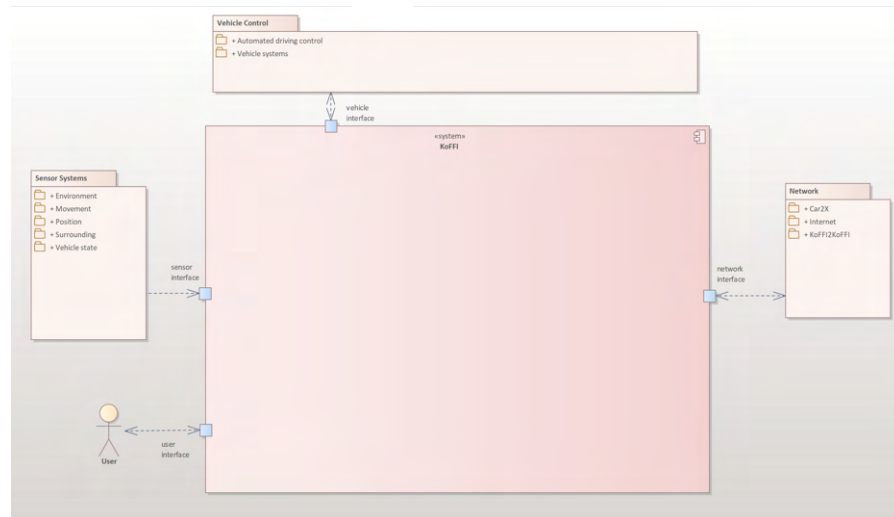 Vehicle Control
+ Automated driving control
+ Vehicle systems
vehicle
interface
«system»
KoFFI
Sensor Systems
+ Environment
+ Movement
+ Position
+ Surrounding
+ Vehicle state
sensor
interface
Network
+ Car2X
+ Internet
+ KoFFI2KoFFI
network
interface
user
interface
User